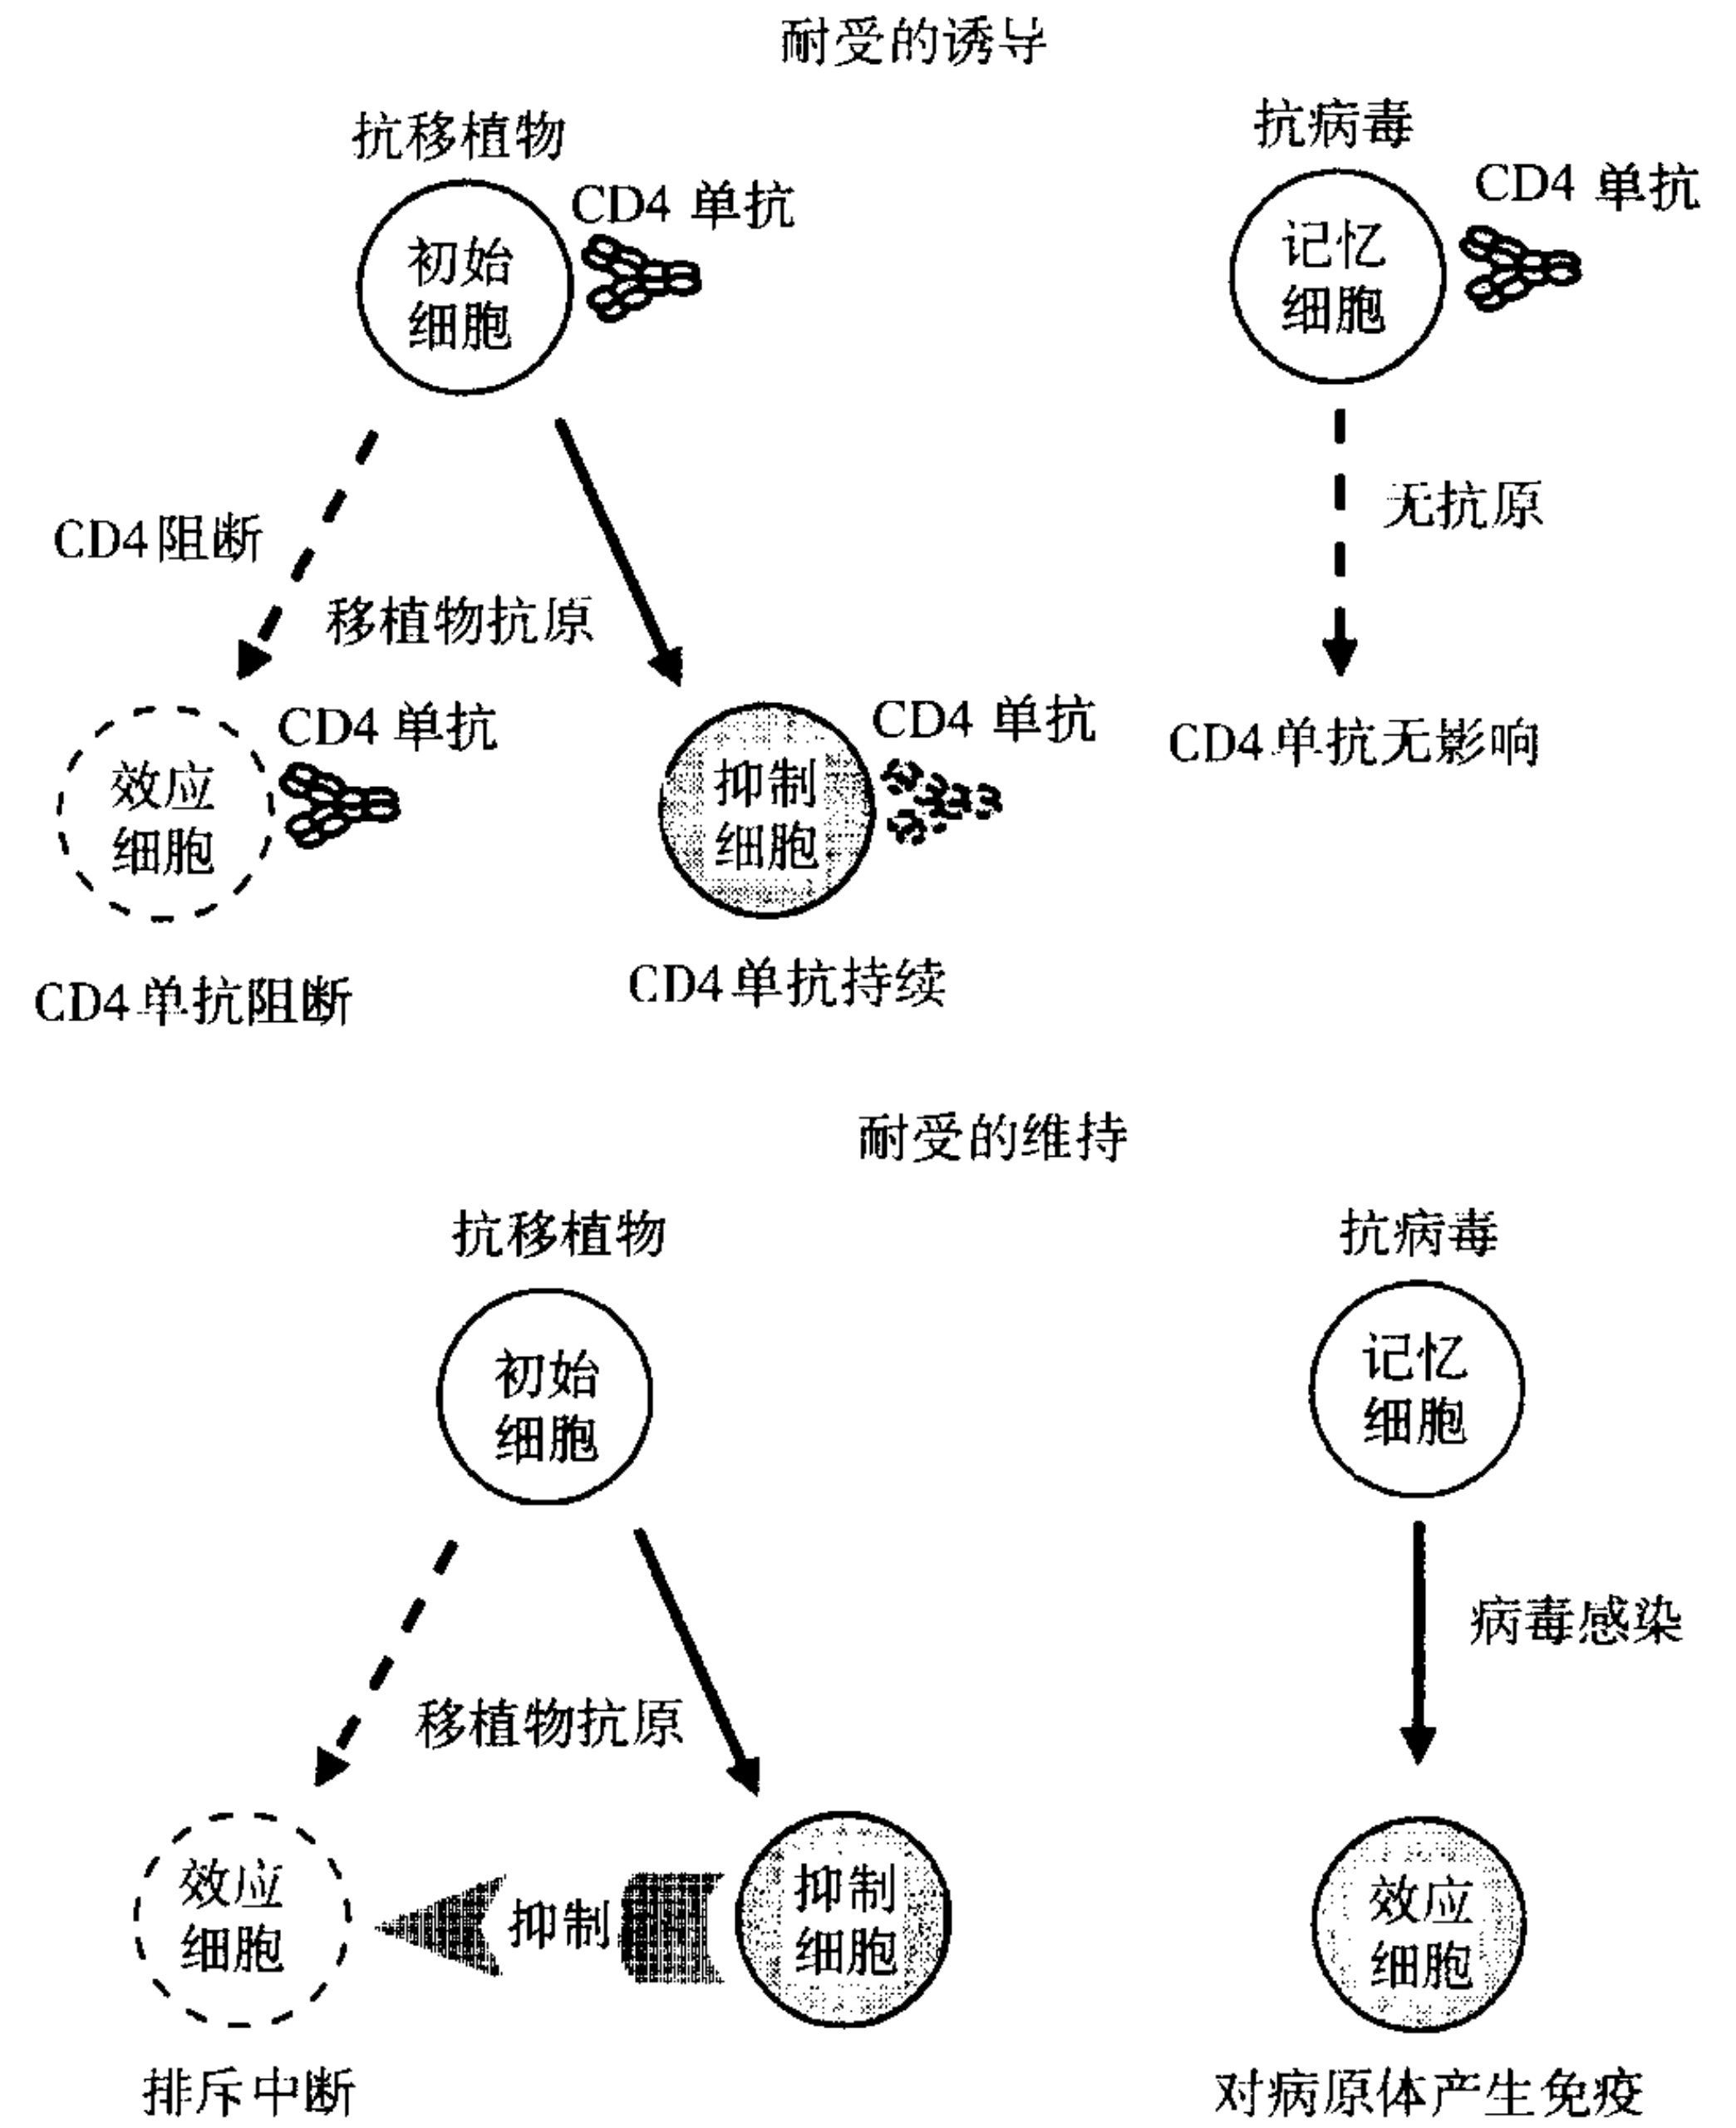 耐受的诱导
抗移植物
抗病毒
CD4 单抗
CD4 单抗
初始
细胞
记忆
细胞
CD4阻断
移植物抗原
无抗原
CD4 单抗
CD4 单抗
CD4单抗无影响
效应
细胞
抑制
细胞
CD4单抗阻断
CD4单抗持续
耐受的维持
抗移植物
抗病毒
初始
细胞
记忆
细胞
移植物抗原
病毒感染
效应
细胞
抑制
抑制
细胞
效应
细胞
排斥中断
对病原体产生免疫